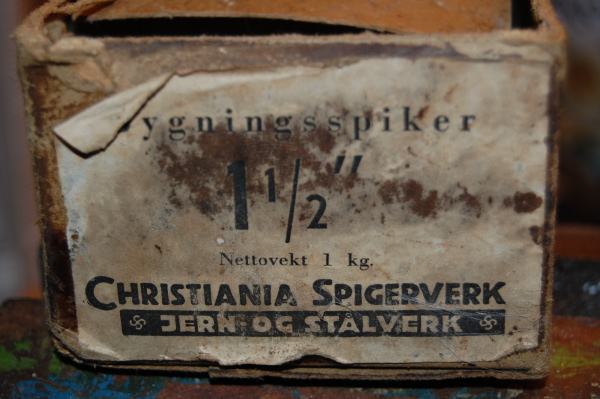 ygningsspiker
1 1/2"
Nettovekt 1 kg.
CHRISTIANIA SPIGERVERK
JERN-OG STÅLVERK